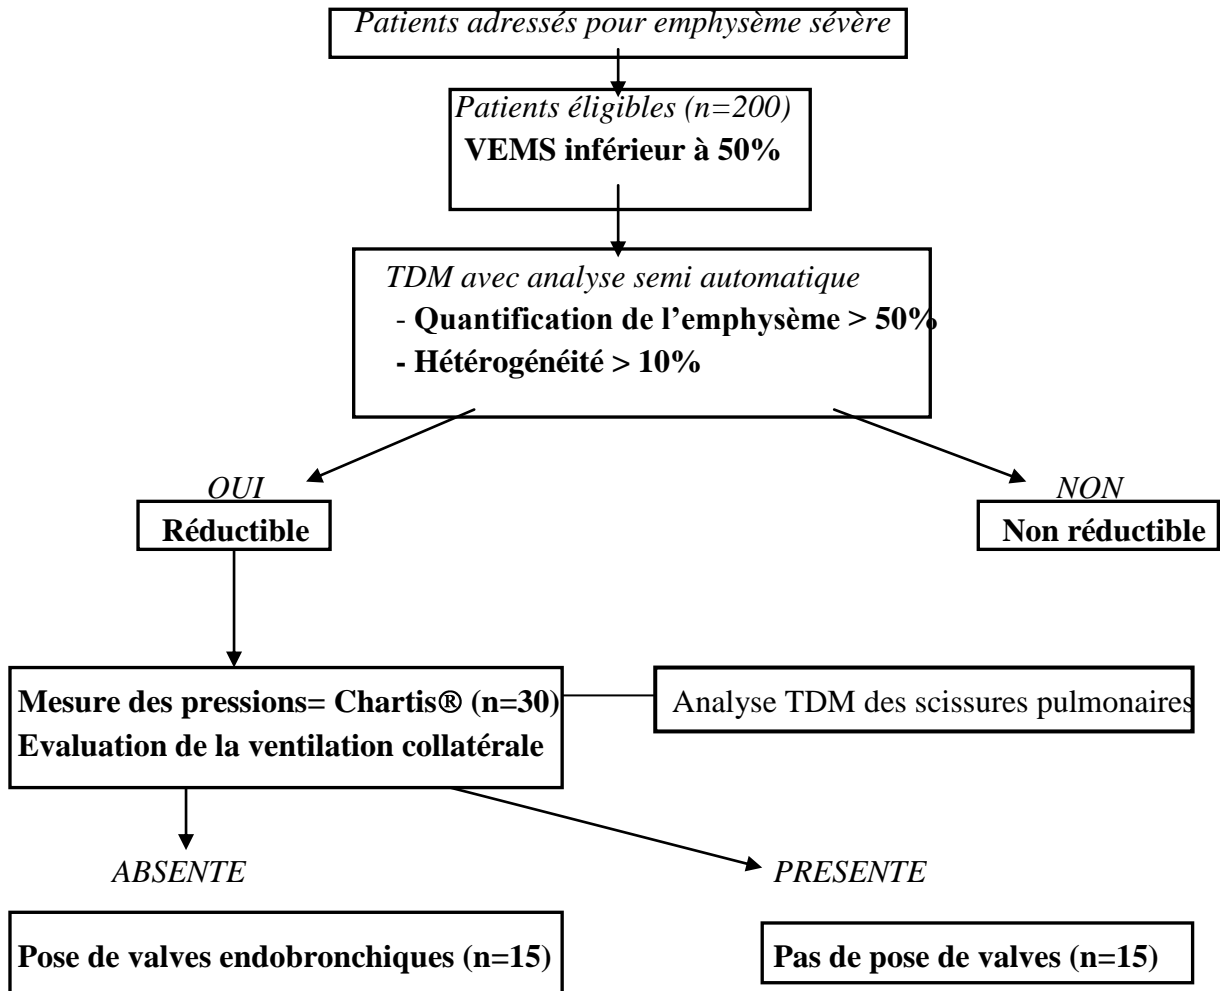 Patients adressés pour emphysème sévère
Patients éligibles (n=200)
VEMS inférieur à 50%
TDM avec analyse semi automatique
- Quantification de l’emphysème > 50%
- Hétérogénéité > 10%
OUI
NON
Réductible
Non réductible
Mesure des pressions= Chartis® (n=30)
Evaluation de la ventilation collatérale
Analyse TDM des scissures pulmonaires
ABSENTE
PRESENTE
Pose de valves endobronchiques (n=15)
Pas de pose de valves (n=15)